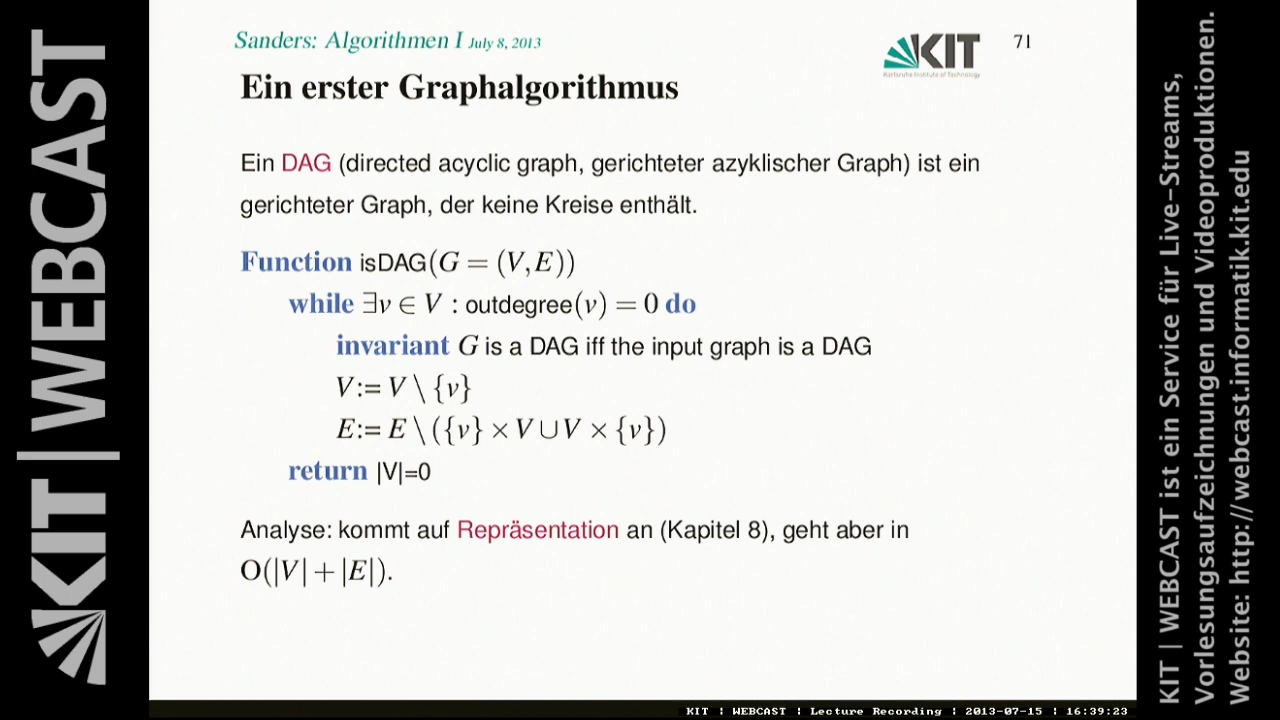 KIT | WEBCAST
Sanders: Algorithmen I July 8, 2013
KIT
Karlsruhe Institute of Technology
71
Ein erster Graphalgorithmus
Ein DAG (directed acyclic graph, gerichteter azyklischer Graph) ist ein
gerichteter Graph, der keine Kreise enthält.
Function isDAG(G = (V,E))
while ∃v ∈ V : outdegree(v) = 0 do
invariant G is a DAG iff the input graph is a DAG
V:= V \ {v}
E:= E \ ({v} × V ∪ V × {v})
return |V|=0
Analyse: kommt auf Repräsentation an (Kapitel 8), geht aber in
O(|V| + |E|).
KIT | WEBCAST ist ein Service für Live-Streams,
Vorlesungsaufzeichnungen und Videoproduktionen.
Website: http://webcast.informatik.kit.edu
KIT ¦ WEBCAST ¦ Lecture Recording ¦ 2013-07-15 ¦ 16:39:23